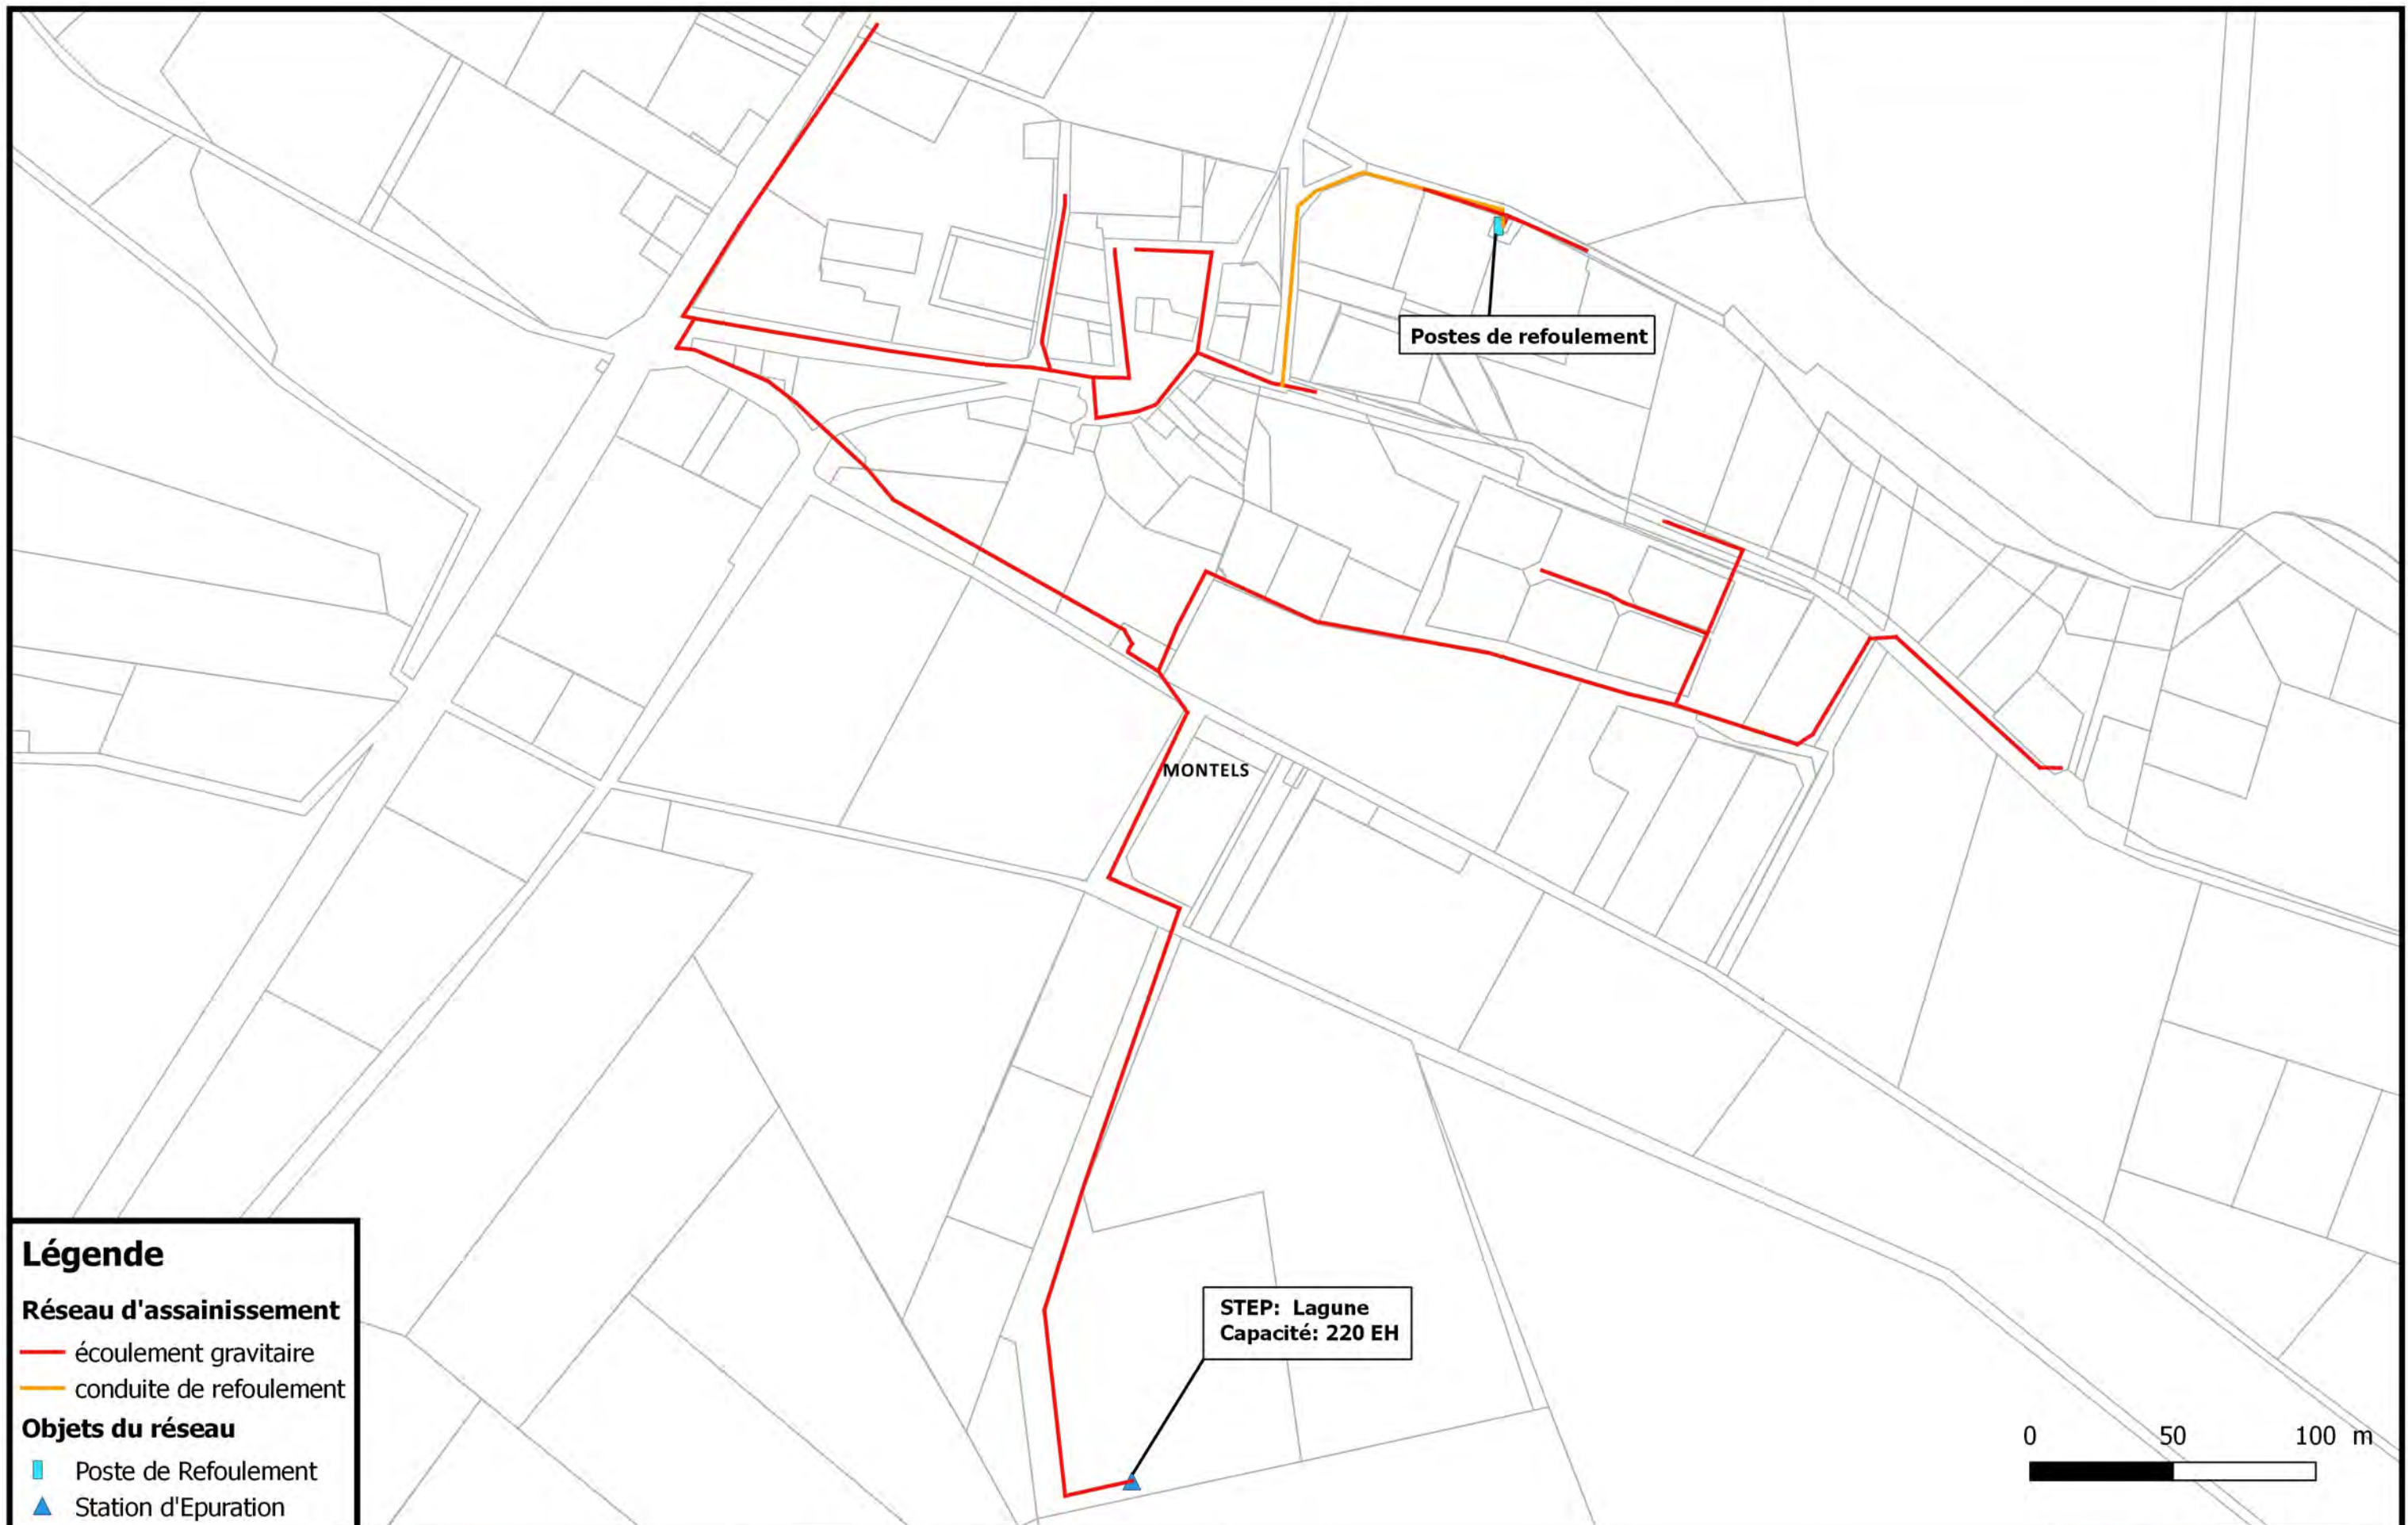 Postes de refoulement
MONTELS
STEP: Lagune
Capacité: 220 EH
Légende
Réseau d'assainissement
écoulement gravitaire
conduite de refoulement
Objets du réseau
Poste de Refoulement
Station d'Epuration
0 50 100 m